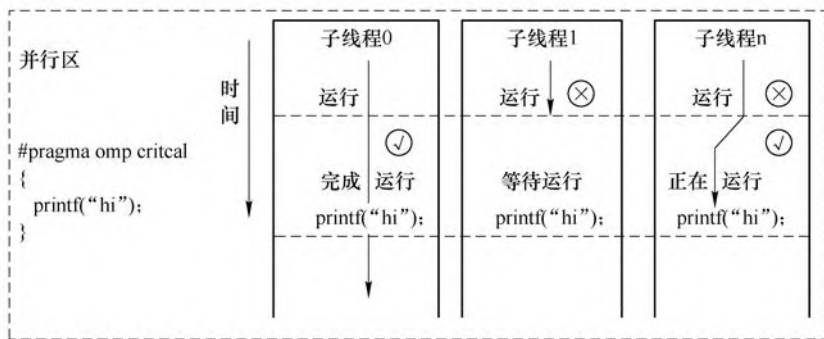 并行区
#pragma omp critcal
{
printf(“hi”);
}
时间
子线程0
运行
完成 运行
printf(“hi”);
子线程1
运行
等待运行
printf(“hi”);
子线程n
运行
正在 运行
printf(“hi”);